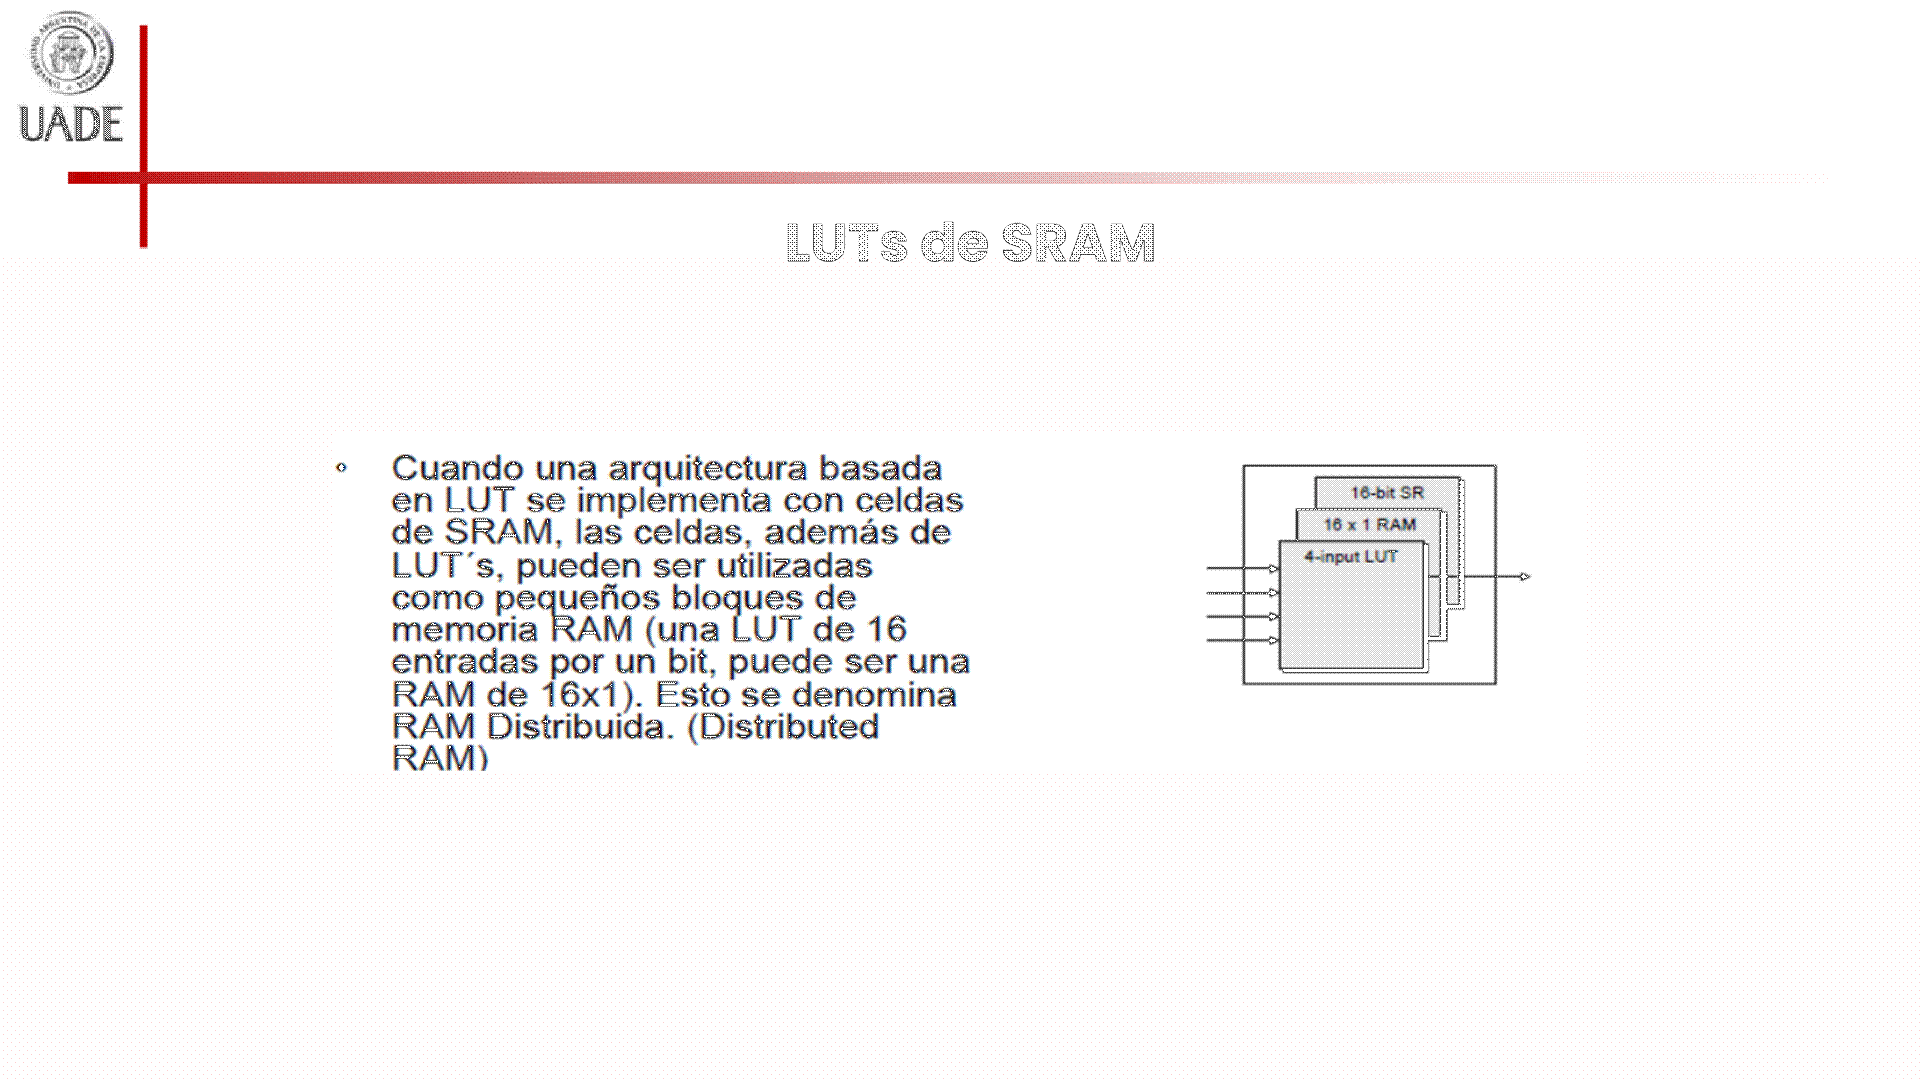 UADE
LUTs de SRAM
• Cuando una arquitectura basada
en LUT se implementa con celdas
de SRAM, las celdas, además de
LUT´s, pueden ser utilizadas
como pequeños bloques de
memoria RAM (una LUT de 16
entradas por un bit, puede ser una
RAM de 16x1). Esto se denomina
RAM Distribuida. (Distributed
RAM)
16-bit SR
16 x 1 RAM
4-input LUT